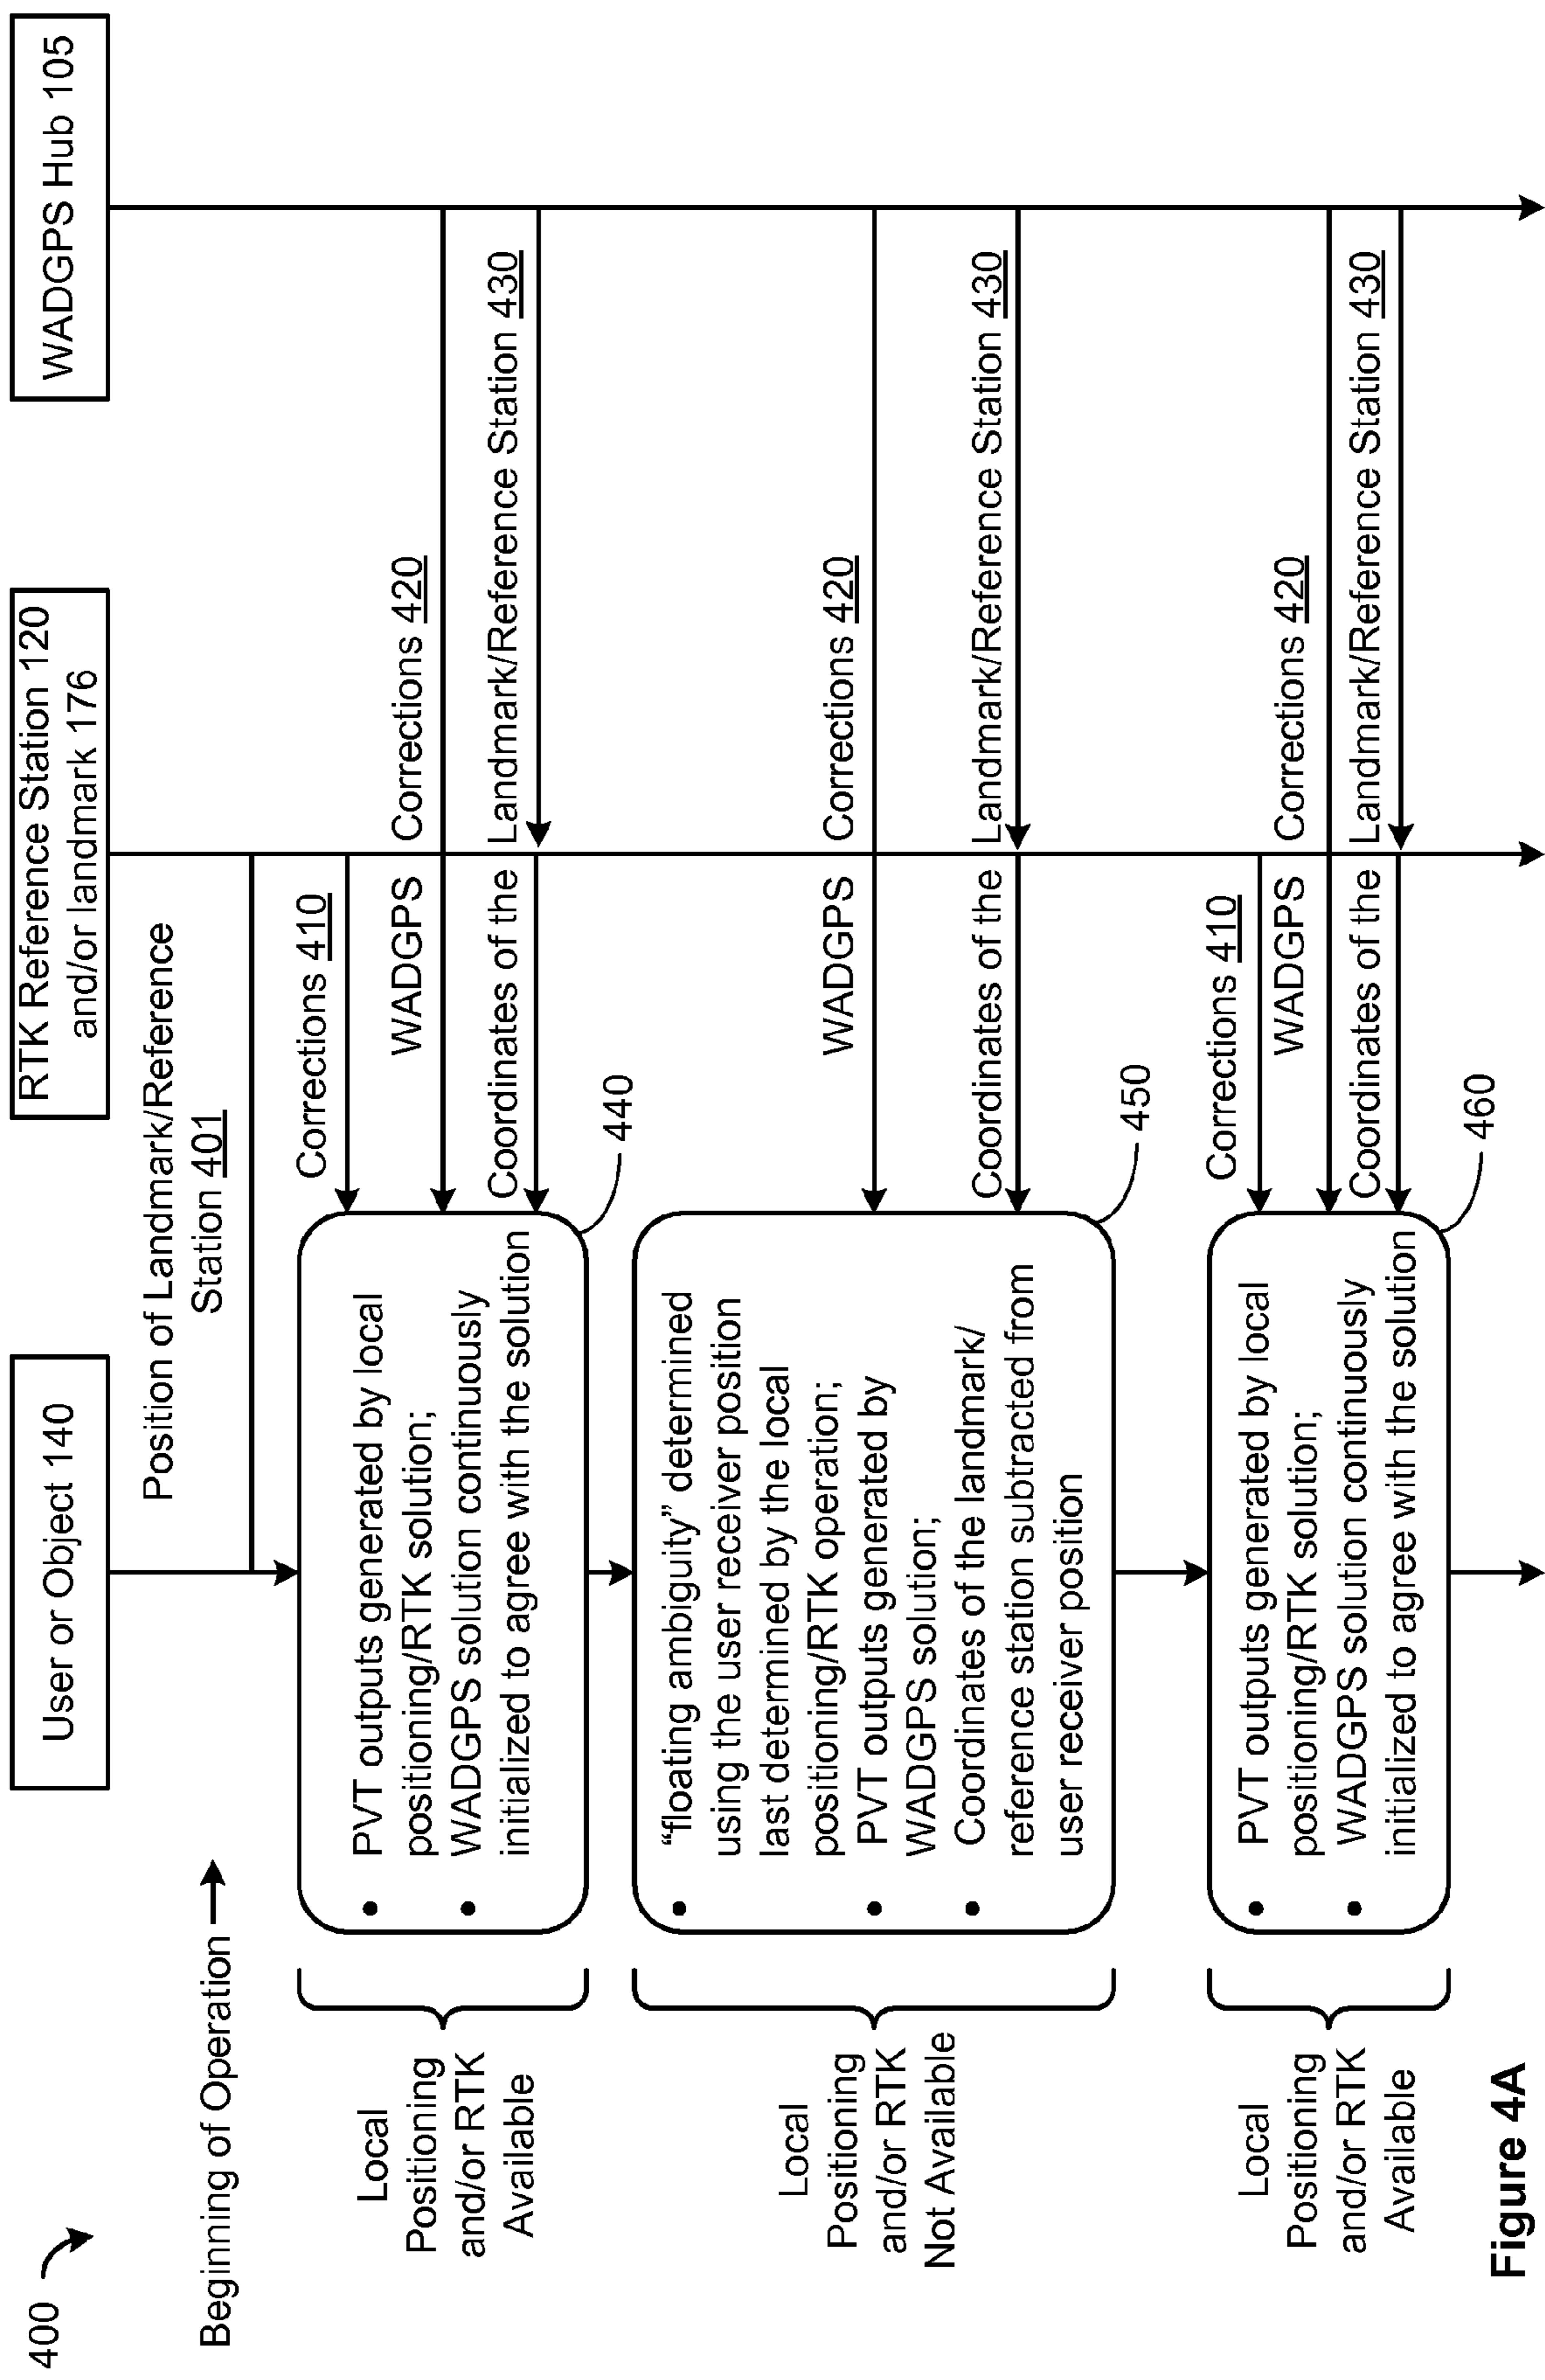 400
User or Object 140
RTK Reference Station 120
and/or landmark 176
WADGPS Hub 105
Beginning of Operation
Position of Landmark/Reference
Station 401
Local
Positioning
and/or RTK
Available
PVT outputs generated by local
positioning/RTK solution;
WADGPS solution continuously
initialized to agree with the solution
440
Corrections 410
WADGPS Corrections 420
Coordinates of the Landmark/Reference Station 430
Local
Positioning
and/or RTK
Not Available
“floating ambiguity” determined
using the user receiver position
last determined by the local
positioning/RTK operation;
PVT outputs generated by
WADGPS solution;
Coordinates of the landmark/
reference station subtracted from
user receiver position
450
WADGPS Corrections 420
Coordinates of the Landmark/Reference Station 430
Local
Positioning
and/or RTK
Available
PVT outputs generated by local
positioning/RTK solution;
WADGPS solution continuously
initialized to agree with the solution
460
Corrections 410
WADGPS Corrections 420
Coordinates of the Landmark/Reference Station 430
Figure 4A